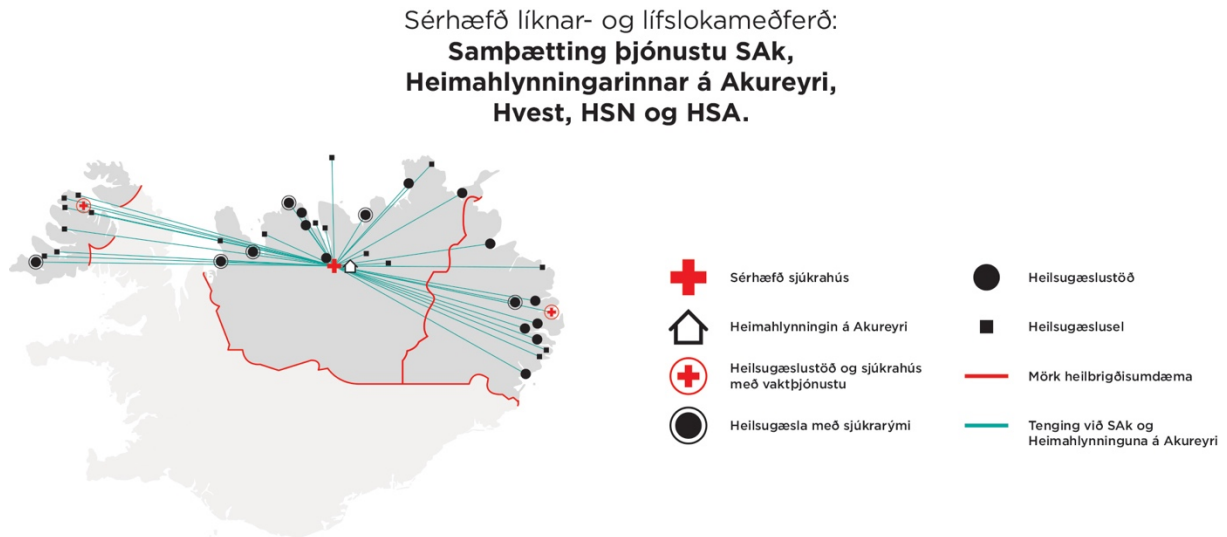 Sérhæfð líknar- og lífslokameðferð:
Samþætting þjónustu SAk,
Heimahlynningarinnar á Akureyri,
Hvest, HSN og HSA.
Sérhæfð sjúkrahús
Heimahlynningin á Akureyri
Heilsugæslustöð og sjúkrahús
með vaktþjónustu
Heilsugæsla með sjúkrarými
Heilsugæslustöð
Heilsugæslusel
Mörk heilbrigðisumdæma
Tenging við SAk og
Heimahlynninguna á Akureyri